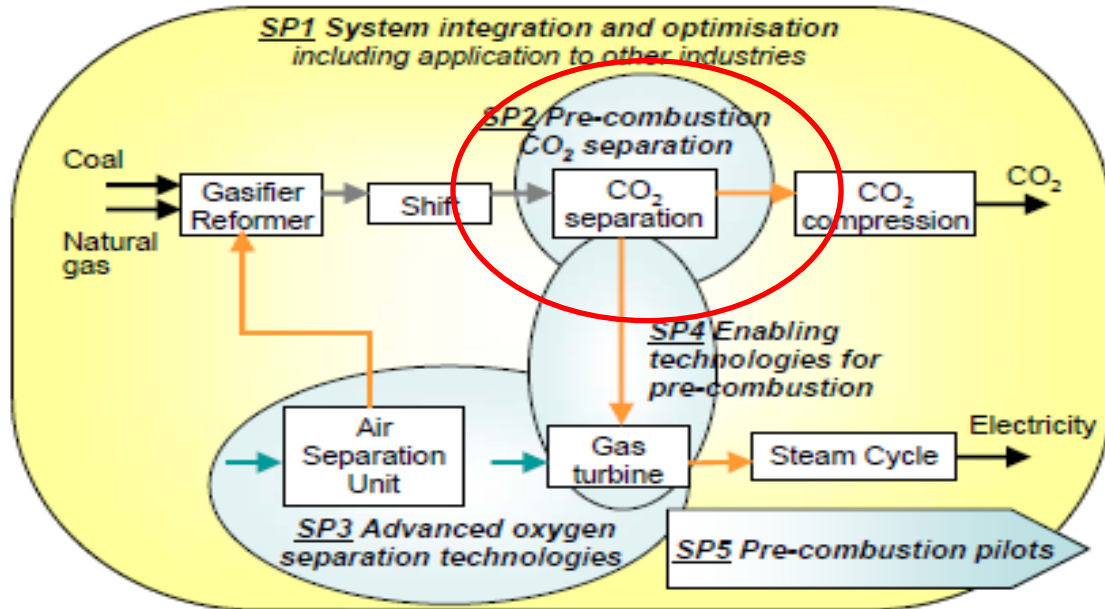 SP1 System integration and optimisation
including application to other industries
SP2 Pre-combustion
CO₂ separation
Coal
Natural
gas
Gasifier
Reformer
Shift
CO₂
separation
CO₂
compression
CO₂
SP4 Enabling
technologies for
pre-combustion
Air
Separation
Unit
Gas
turbine
Steam Cycle
Electricity
SP3 Advanced oxygen
separation technologies
SP5 Pre-combustion pilots